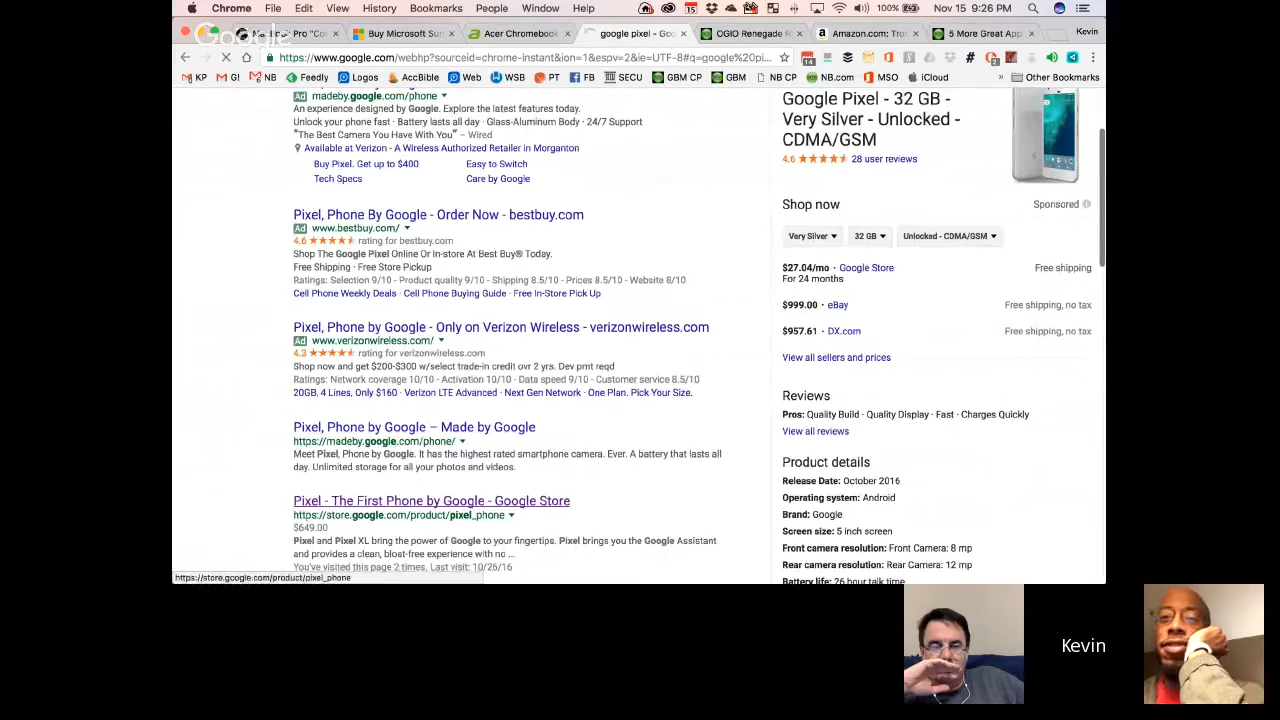 Chrome File Edit View History Bookmarks People Window Help 15 100% Nov 15 9:26 PM
Google
Buy Microsoft Sur Acer Chromebook google pixel - Goo OGIO Renegade R Amazon.com: Tron 5 More Great App Kevin
https://www.google.com/webhp?sourceid=chrome-instant&ion=1&espv=2&ie=UTF-8#q=google%20pi... 14
KP G! NB Feedly Logos AccBible Web WSB PT FB SECU GBM CP GBM NB CP NB.com MSO iCloud » Other Bookmarks
Ad madeby.google.com/phone
An experience designed by Google. Explore the latest features today.
Unlock your phone fast · Battery lasts all day · Glass-Aluminum Body · 24/7 Support
"The Best Camera You Have With You" – Wired
Available at Verizon - A Wireless Authorized Retailer in Morganton
Buy Pixel. Get up to $400 Easy to Switch
Tech Specs Care by Google
Pixel, Phone By Google - Order Now - bestbuy.com
Ad www.bestbuy.com/
4.6 rating for bestbuy.com
Shop The Google Pixel Online Or In-store At Best Buy® Today.
Free Shipping · Free Store Pickup
Ratings: Selection 9/10 - Product quality 9/10 - Shipping 8.5/10 - Prices 8.5/10 - Website 8/10
Cell Phone Weekly Deals · Cell Phone Buying Guide · Free In-Store Pick Up
Pixel, Phone by Google - Only on Verizon Wireless - verizonwireless.com
Ad www.verizonwireless.com/
4.3 rating for verizonwireless.com
Shop now and get $200-$300 w/select trade-in credit ovr 2 yrs. Dev pmt reqd
Ratings: Network coverage 10/10 - Activation 10/10 - Data speed 9/10 - Customer service 8.5/10
20GB, 4 Lines, Only $160 · Verizon LTE Advanced · Next Gen Network · One Plan. Pick Your Size.
Pixel, Phone by Google – Made by Google
https://madeby.google.com/phone/
Meet Pixel, Phone by Google. It has the highest rated smartphone camera. Ever. A battery that lasts all
day. Unlimited storage for all your photos and videos.
Pixel - The First Phone by Google - Google Store
https://store.google.com/product/pixel_phone
$649.00
Pixel and Pixel XL bring the power of Google to your fingertips. Pixel brings you the Google Assistant
and provides a clean, bloat-free experience with no ...
You've visited this page 2 times. Last visit: 10/26/16
https://store.google.com/product/pixel_phone
Google Pixel - 32 GB -
Very Silver - Unlocked -
CDMA/GSM
4.6 28 user reviews
Shop now Sponsored
Very Silver 32 GB Unlocked - CDMA/GSM
$27.04/mo · Google Store Free shipping
For 24 months
$999.00 · eBay Free shipping, no tax
$957.61 · DX.com Free shipping, no tax
View all sellers and prices
Reviews
Pros: Quality Build · Quality Display · Fast · Charges Quickly
View all reviews
Product details
Release Date: October 2016
Operating system: Android
Brand: Google
Screen size: 5 inch screen
Front camera resolution: Front Camera: 8 mp
Rear camera resolution: Rear Camera: 12 mp
Battery life: 26 hour talk time
Kevin